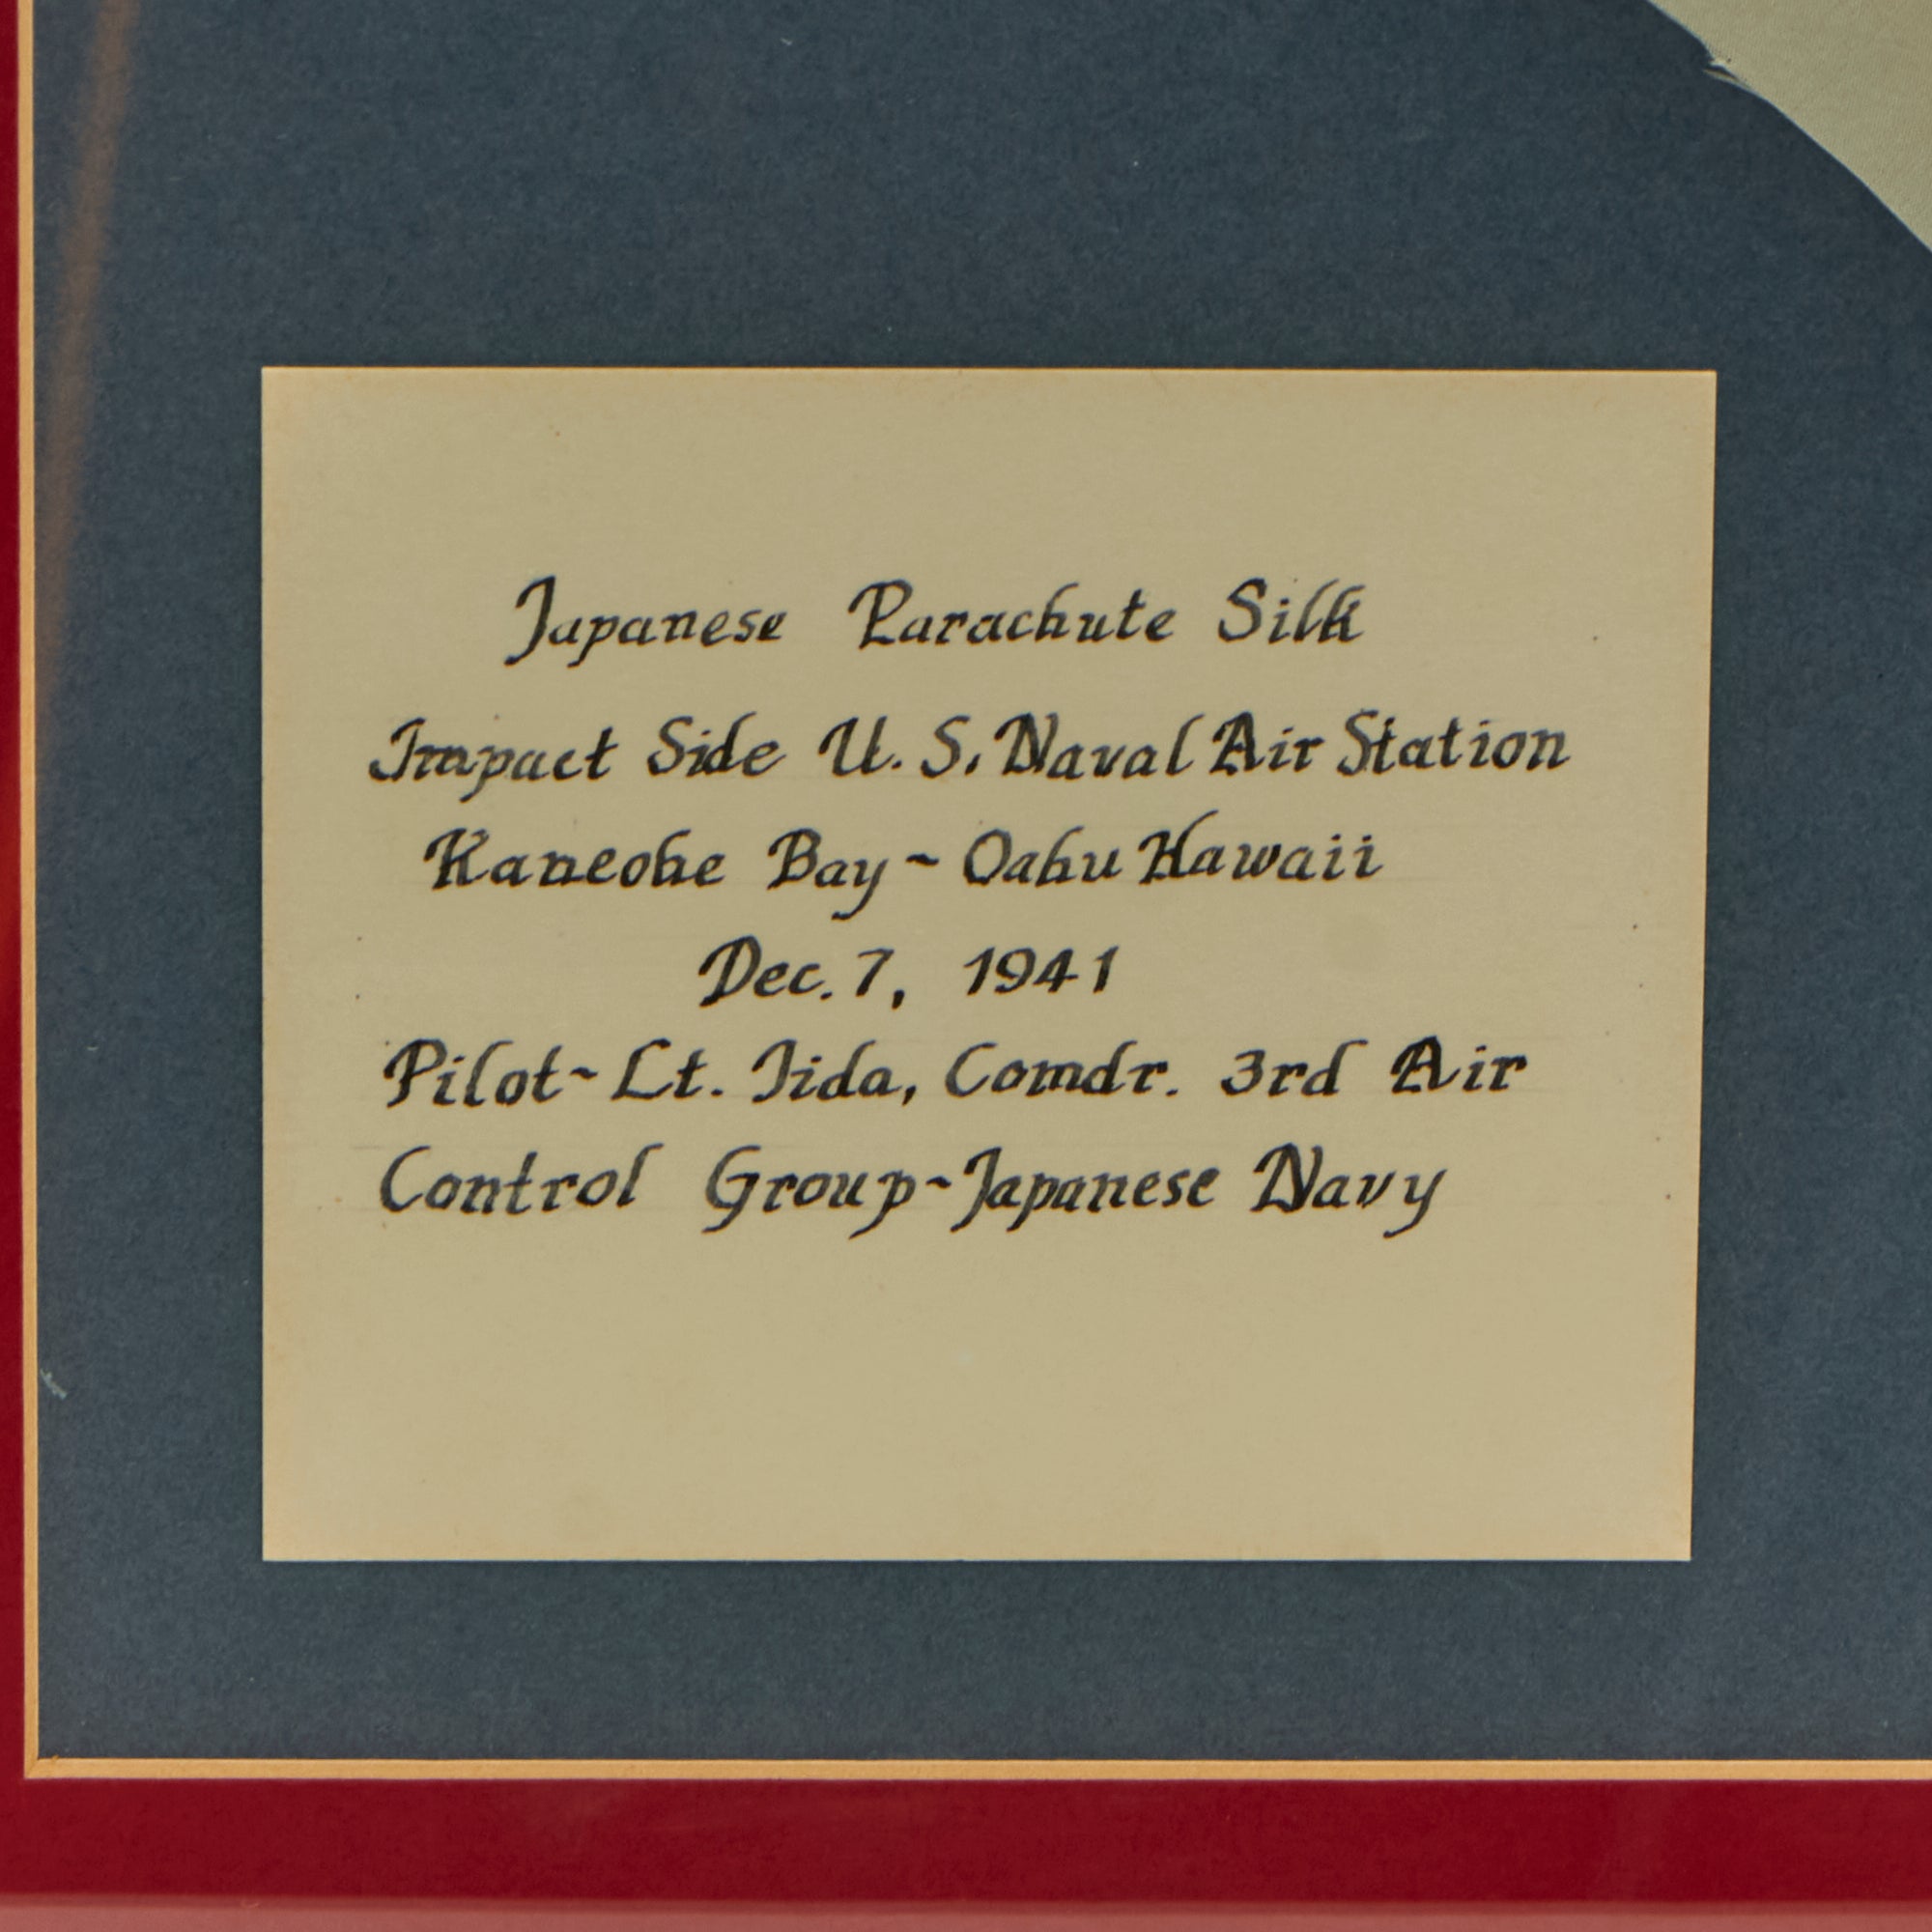 Japanese Parachute Silk
Impact Side U.S. Naval Air Station
Kaneohe Bay ~ Oahu Hawaii
Dec. 7, 1941
Pilot ~ Lt. Iida, Comdr. 3rd Air
Control Group ~ Japanese Navy